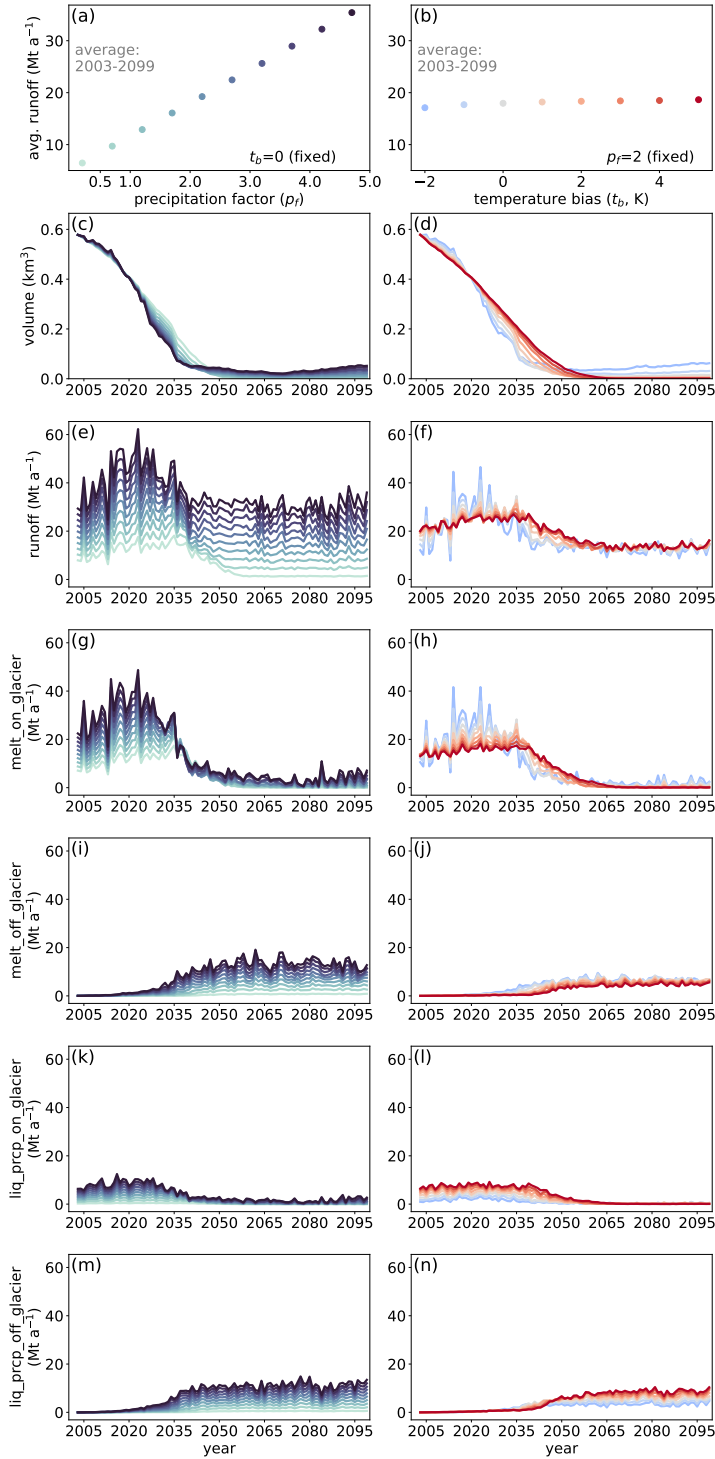 (a)
average:
2003-2099
avg. runoff (Mt a⁻¹)
30
20
10
t_b=0 (fixed)
0.5 1.0 2.0 3.0 4.0 5.0
precipitation factor (p_f)
(b)
average:
2003-2099
30
20
10
p_f=2 (fixed)
−2 0 2 4
temperature bias (t_b, K)
(c)
volume (km³)
0.6
0.4
0.2
0.0
2005 2020 2035 2050 2065 2080 2095
(d)
0.6
0.4
0.2
0.0
2005 2020 2035 2050 2065 2080 2095
(e)
runoff (Mt a⁻¹)
60
40
20
0
2005 2020 2035 2050 2065 2080 2095
(f)
60
40
20
0
2005 2020 2035 2050 2065 2080 2095
(g)
melt_on_glacier
(Mt a⁻¹)
60
40
20
0
2005 2020 2035 2050 2065 2080 2095
(h)
60
40
20
0
2005 2020 2035 2050 2065 2080 2095
(i)
melt_off_glacier
(Mt a⁻¹)
60
40
20
0
2005 2020 2035 2050 2065 2080 2095
(j)
60
40
20
0
2005 2020 2035 2050 2065 2080 2095
(k)
liq_prcp_on_glacier
(Mt a⁻¹)
60
40
20
0
2005 2020 2035 2050 2065 2080 2095
(l)
60
40
20
0
2005 2020 2035 2050 2065 2080 2095
(m)
liq_prcp_off_glacier
(Mt a⁻¹)
60
40
20
0
2005 2020 2035 2050 2065 2080 2095
year
(n)
60
40
20
0
2005 2020 2035 2050 2065 2080 2095
year